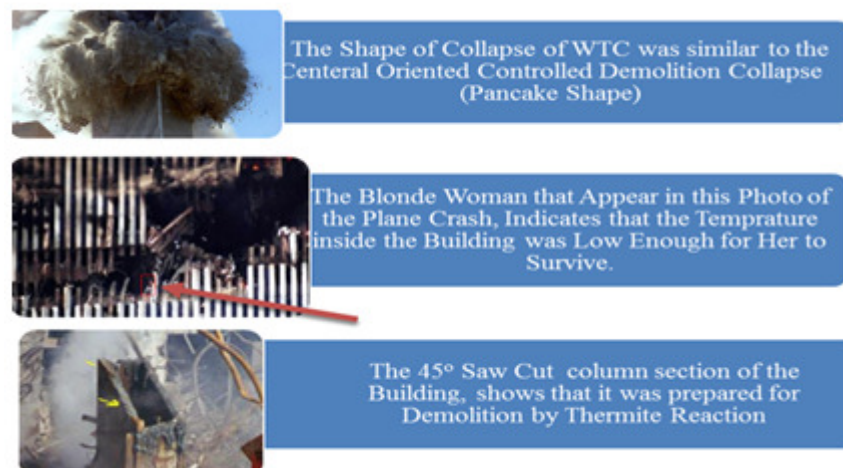 The Shape of Collapse of WTC was similar to the
Centeral Oriented Controlled Demolition Collapse
(Pancake Shape)
The Blonde Woman that Appear in this Photo of
the Plane Crash, Indicates that the Temprature
inside the Building was Low Enough for Her to
Survive.
The 45º Saw Cut column section of the
Building, shows that it was prepared for
Demolition by Thermite Reaction